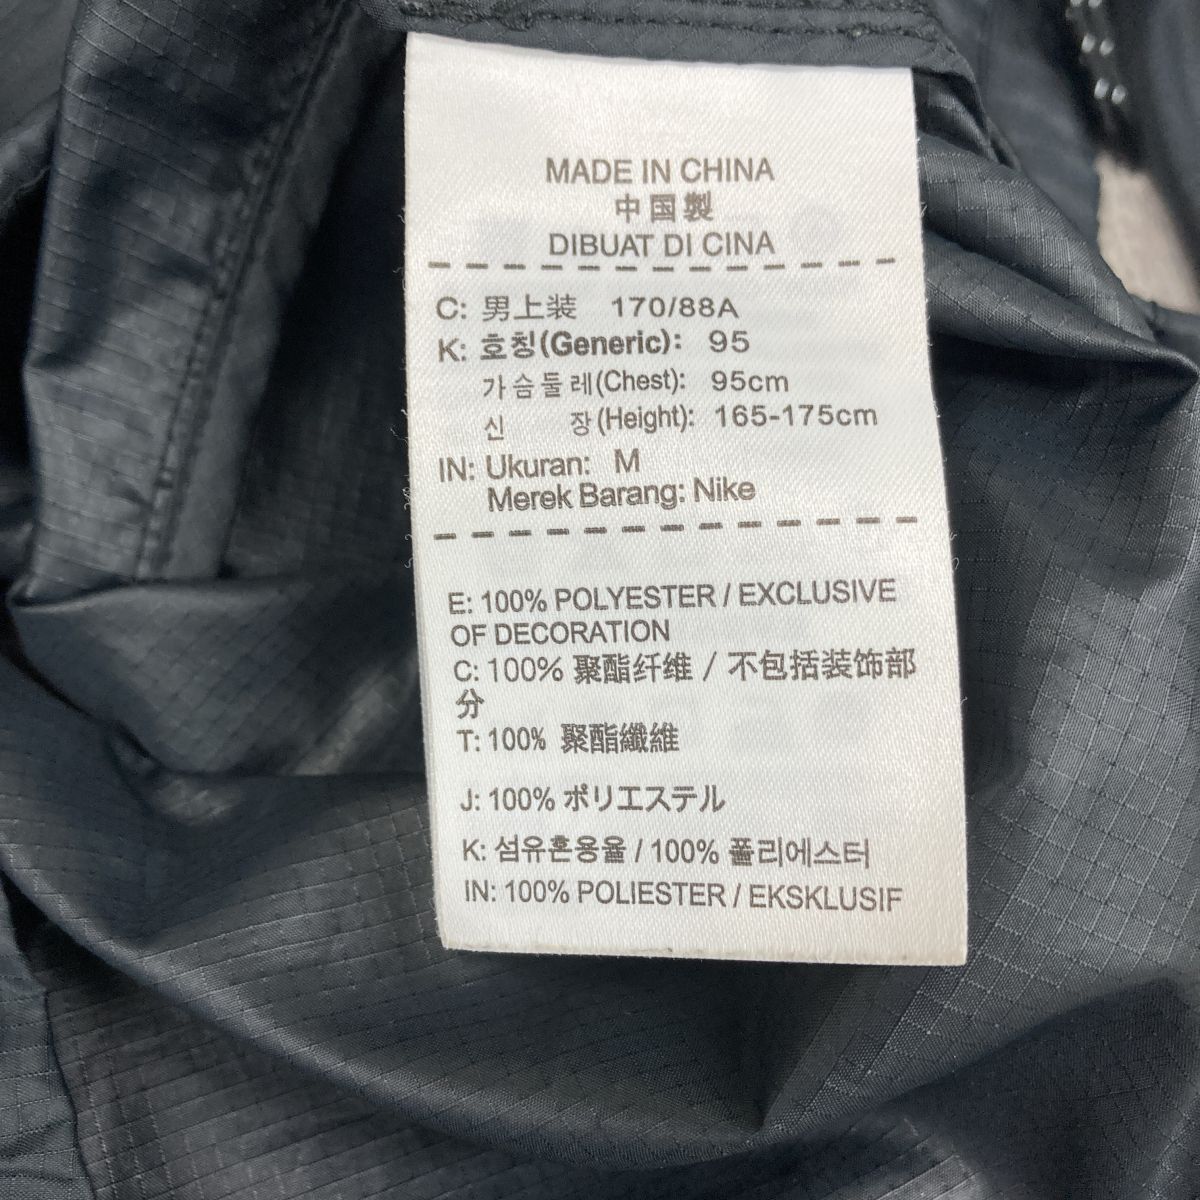 MADE IN CHINA
中国製
DIBUAT DI CINA
C: 男上装 170/88A
K: 호칭(Generic): 95
가슴둘레(Chest): 95cm
신 장(Height): 165-175cm
IN: Ukuran: M
Merek Barang: Nike
E: 100% POLYESTER / EXCLUSIVE
OF DECORATION
C: 100% 聚酯纤维 / 不包括装饰部
分
T: 100% 聚酯纖維
J: 100% ポリエステル
K: 섬유혼용율 / 100% 폴리에스터
IN: 100% POLIESTER / EKSKLUSIF